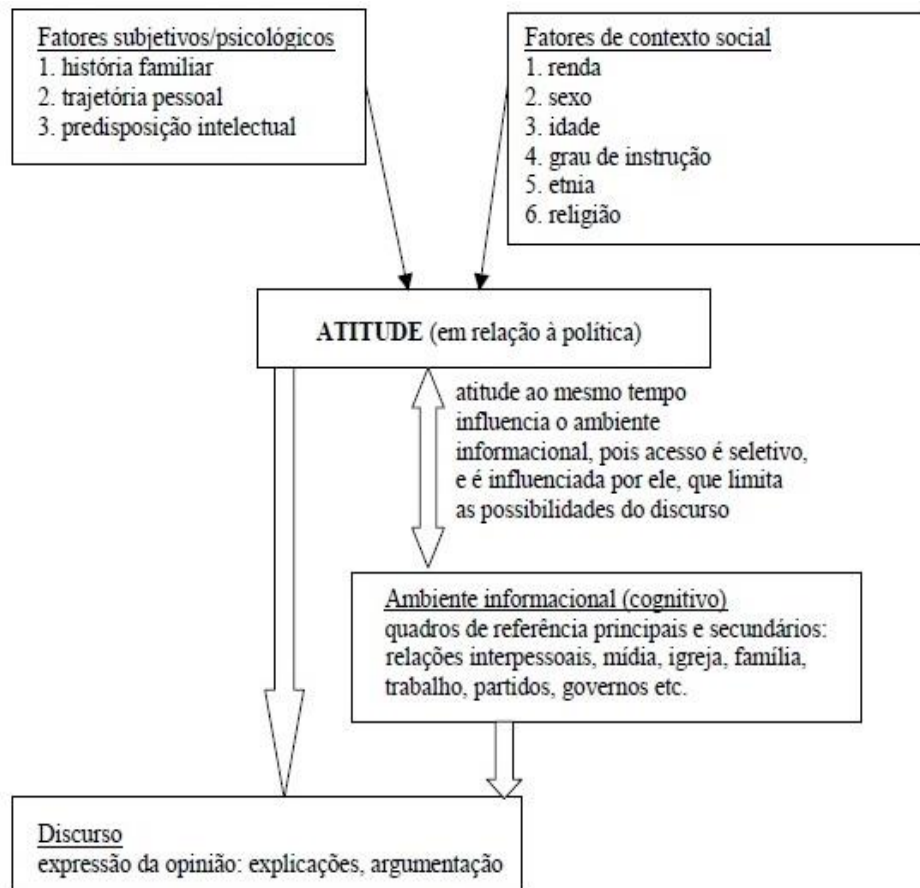 Fatores subjetivos/psicológicos
1. história familiar
2. trajetória pessoal
3. predisposição intelectual
Fatores de contexto social
1. renda
2. sexo
3. idade
4. grau de instrução
5. etnia
6. religião
ATITUDE (em relação à política)
atitude ao mesmo tempo
influencia o ambiente
informacional, pois acesso é seletivo,
e é influenciada por ele, que limita
as possibilidades do discurso
Ambiente informacional (cognitivo)
quadros de referência principais e secundários:
relações interpessoais, mídia, igreja, família,
trabalho, partidos, governos etc.
Discurso
expressão da opinião: explicações, argumentação